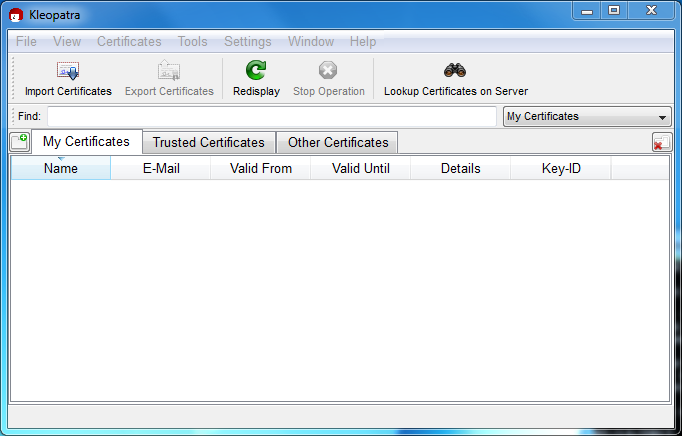 Kleopatra
File View Certificates Tools Settings Window Help
Import Certificates Export Certificates Redisplay Stop Operation Lookup Certificates on Server
Find: My Certificates
My Certificates Trusted Certificates Other Certificates
Name E-Mail Valid From Valid Until Details Key-ID